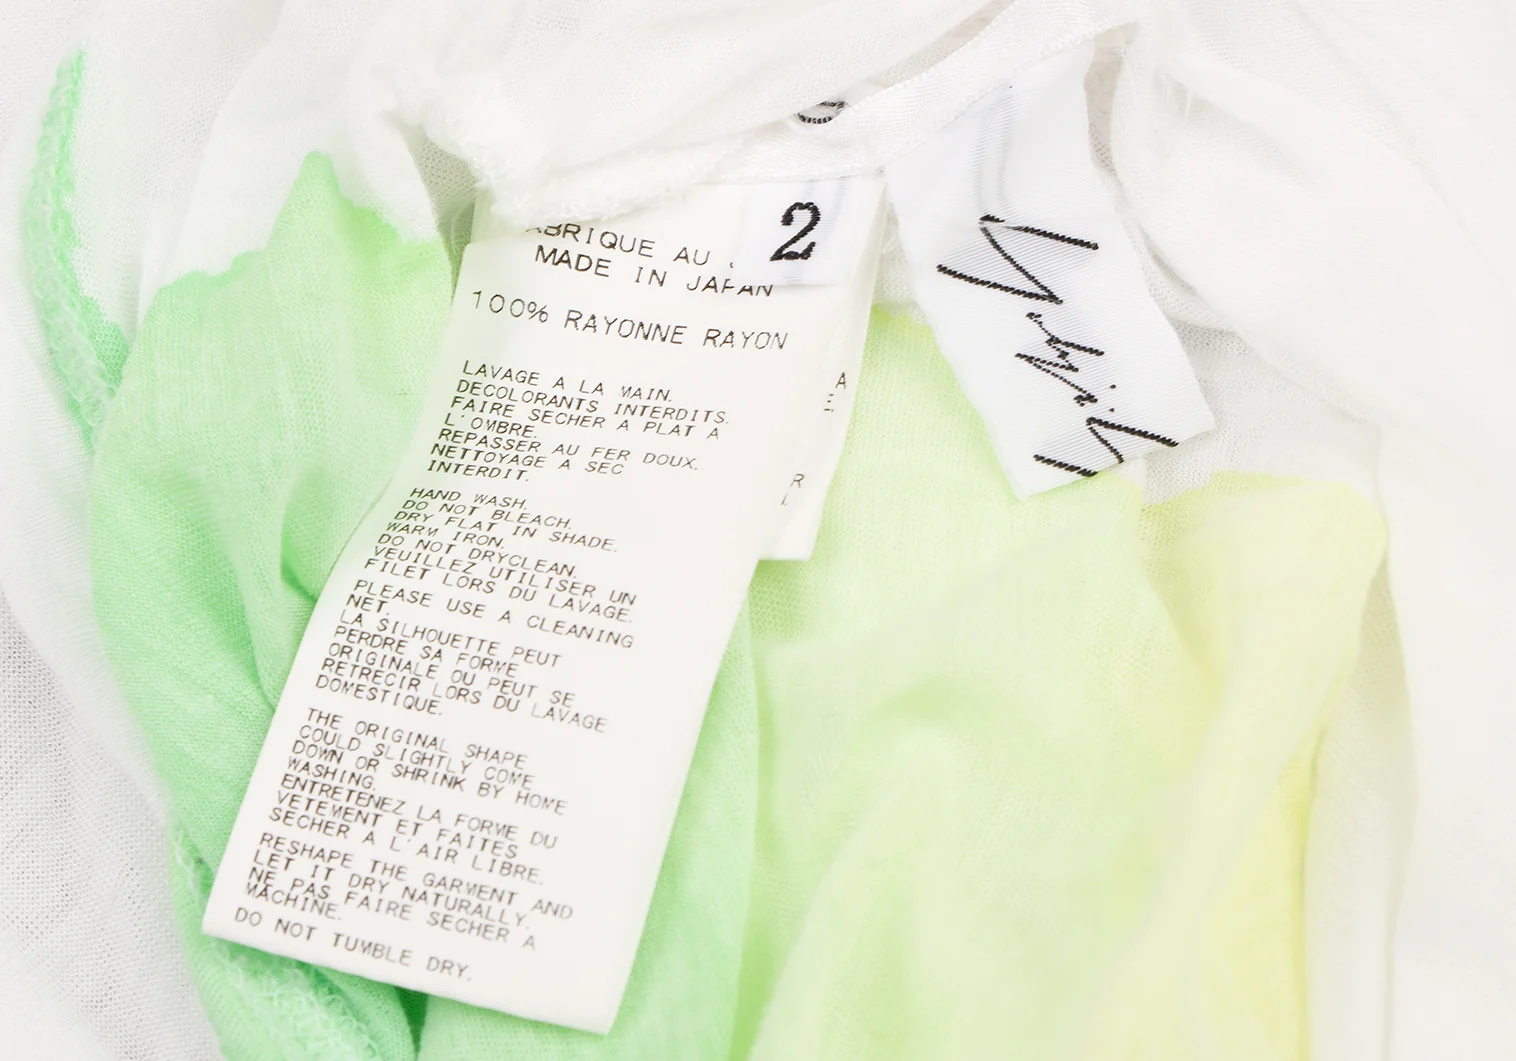 2
ABRIQUE AU
MADE IN JAPAN
100% RAYONNE RAYON
LAVAGE A LA MAIN.
DECOLORANTS INTERDITS.
FAIRE SECHER A PLAT A
L'OMBRE.
REPASSER AU FER DOUX.
NETTOYAGE A SEC
INTERDIT.
HAND WASH.
DO NOT BLEACH.
DRY FLAT IN SHADE.
WARM IRON.
DO NOT DRYCLEAN.
VEUILLEZ UTILISER UN
FILET LORS DU LAVAGE.
PLEASE USE A CLEANING
NET.
LA SILHOUETTE PEUT
PERDRE SA FORME
ORIGINALE OU PEUT SE
RETRECIR LORS DU LAVAGE
DOMESTIQUE.
THE ORIGINAL SHAPE
COULD SLIGHTLY COME
DOWN OR SHRINK BY HOME
WASHING.
ENTRETENEZ LA FORME DU
VETEMENT ET FAITES
SECHER A L'AIR LIBRE.
RESHAPE THE GARMENT AND
LET IT DRY NATURALLY.
NE PAS FAIRE SECHER A
MACHINE.
DO NOT TUMBLE DRY.